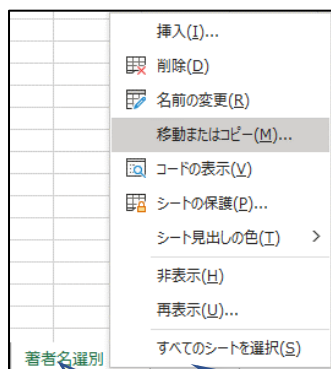 挿入(I)...
削除(D)
名前の変更(R)
移動またはコピー(M)...
コードの表示(V)
シートの保護(P)...
シート見出しの色(T)
非表示(H)
再表示(U)...
すべてのシートを選択(S)
著者名選別